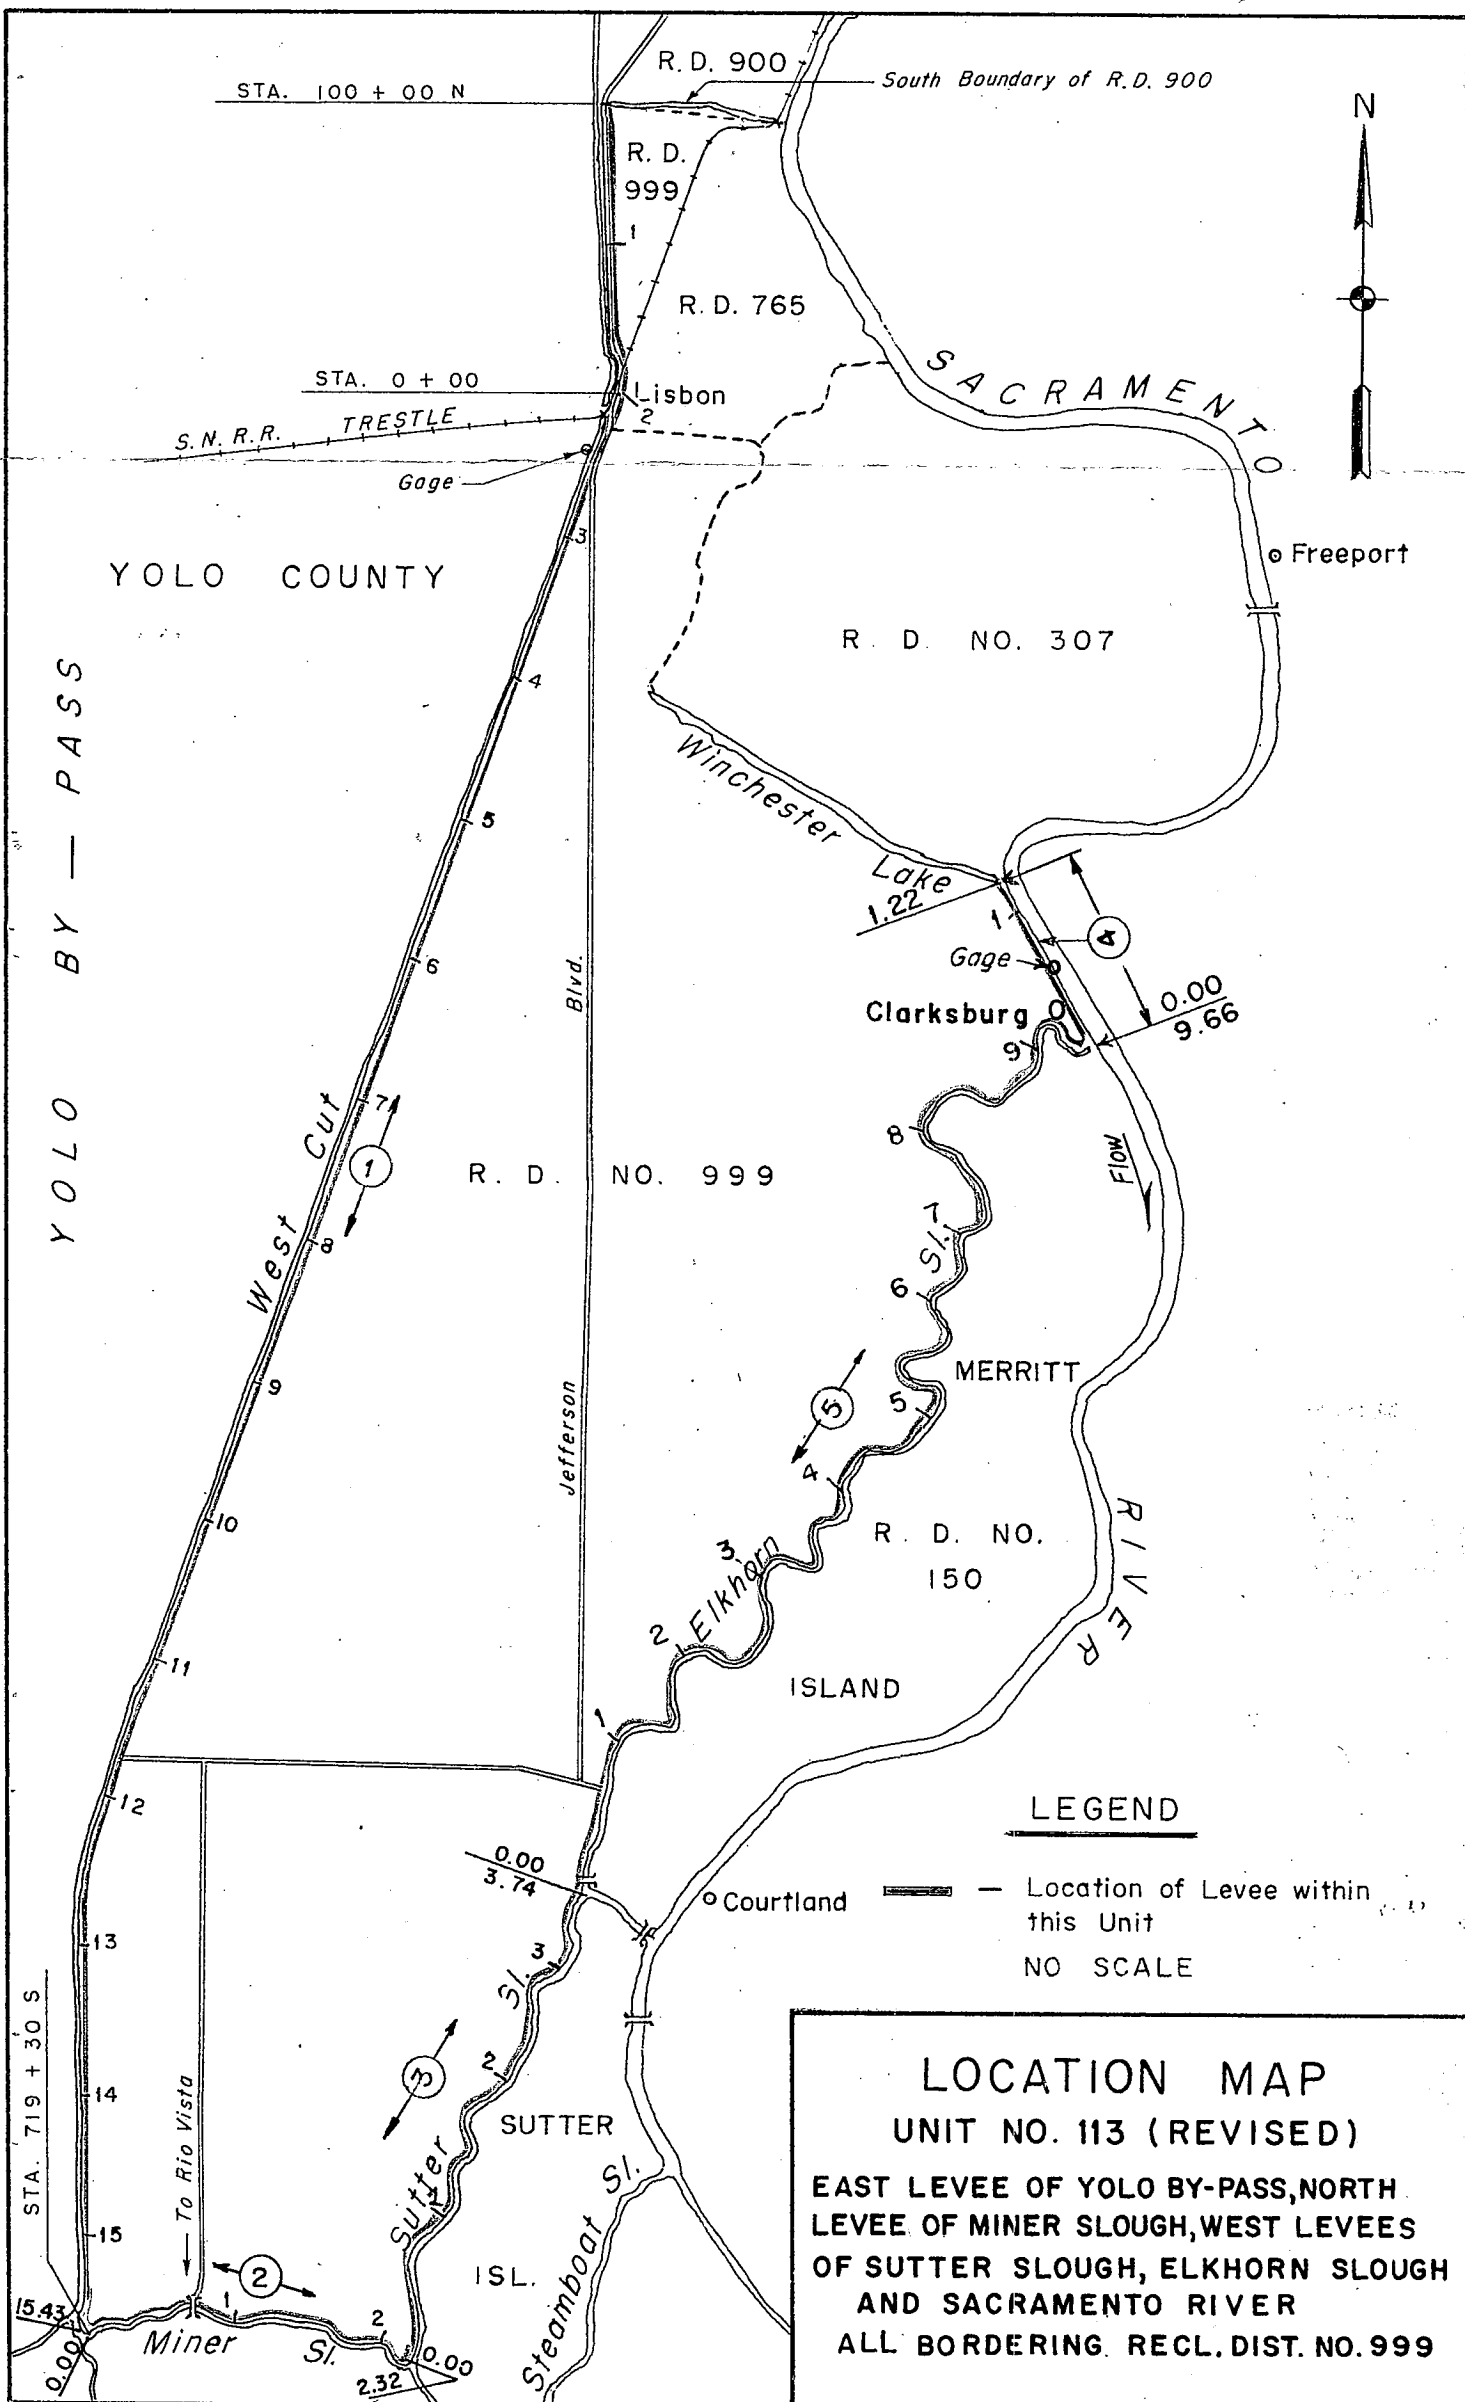 R.D. 900
STA. 100 + 00 N
South Boundary of R.D. 900
N
R. D.
999
1
R. D. 765
SACRAMENTO
STA. 0 + 00
Lisbon
2
S.N.R.R. TRESTLE
Gage
3
Freeport
YOLO COUNTY
R. D. NO. 307
4
YOLO BY — PASS
Winchester
Lake
5
1.22
1
4
6
Gage
Blvd.
0.00
9.66
Clarksburg 0
9
7
8
West Cut
1
Flow
R. D. NO. 999
7
8
Sl.
6
MERRITT
9
5
5
Jefferson
4
10
R. D. NO.
150
RIVER
3
Elkhorn
2
11
ISLAND
1
12
LEGEND
0.00
3.74
Courtland
— Location of Levee within
this Unit
13
NO SCALE
3
Sl.
STA. 719 + 30 S
3
2
14
To Rio Vista
SUTTER
LOCATION MAP
UNIT NO. 113 (REVISED)
Sutter
1
Sl.
EAST LEVEE OF YOLO BY-PASS, NORTH
LEVEE OF MINER SLOUGH, WEST LEVEES
OF SUTTER SLOUGH, ELKHORN SLOUGH
AND SACRAMENTO RIVER
ALL BORDERING RECL. DIST. NO. 999
15
2
ISL.
Steamboat
15.43
1
2
Miner Sl.
0.00
0.00
2.32